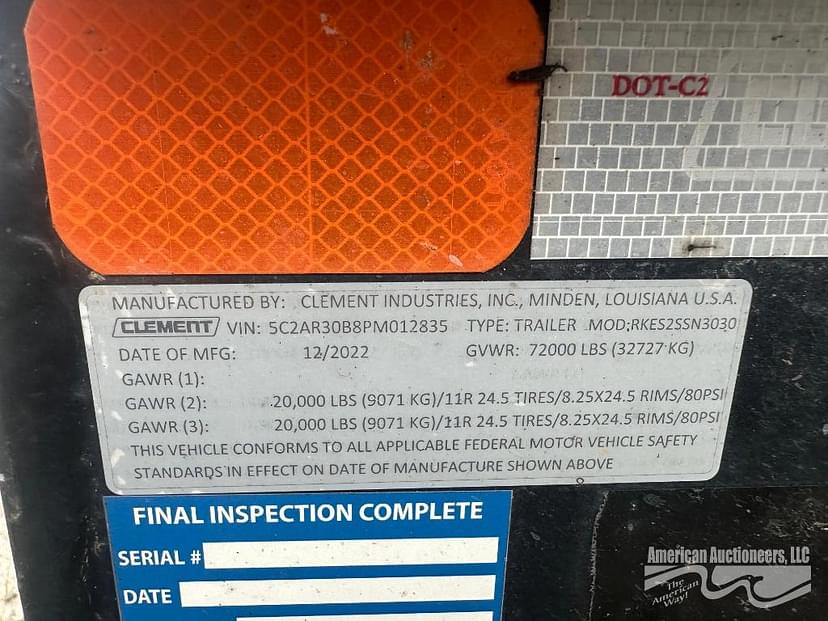 DOT-C2
MANUFACTURED BY: CLEMENT INDUSTRIES, INC., MINDEN, LOUISIANA U.S.A.
CLEMENT VIN: 5C2AR30B8PM012835 TYPE: TRAILER MOD;RKES2SSN3030
DATE OF MFG: 12/2022 GVWR: 72000 LBS (32727 KG)
GAWR (1):
GAWR (2): 20,000 LBS (9071 KG)/11R 24.5 TIRES/8.25X24.5 RIMS/80PSI
GAWR (3): 20,000 LBS (9071 KG)/11R 24.5 TIRES/8.25X24.5 RIMS/80PSI
THIS VEHICLE CONFORMS TO ALL APPLICABLE FEDERAL MOTOR VEHICLE SAFETY
STANDARDS IN EFFECT ON DATE OF MANUFACTURE SHOWN ABOVE
FINAL INSPECTION COMPLETE
SERIAL #
DATE
American Auctioneers, LLC
The
American
Way!